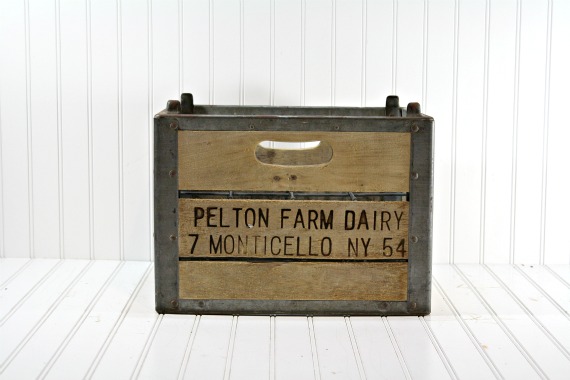 PELTON FARM DAIRY
7 MONTICELLO NY 54